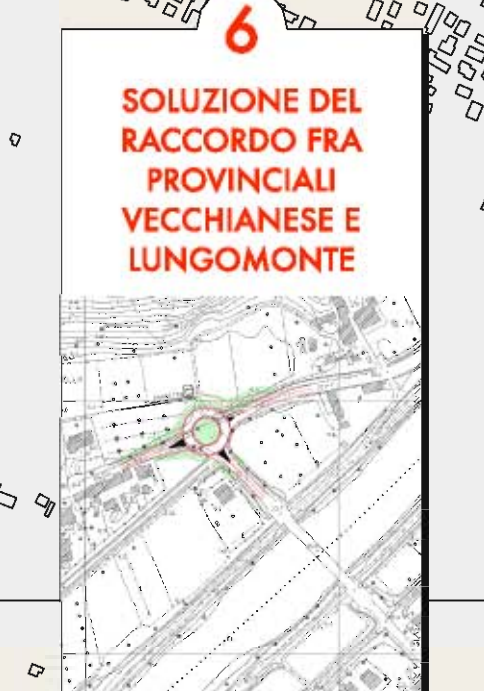 6
SOLUZIONE DEL
RACCORDO FRA
PROVINCIALI
VECCHIANESE E
LUNGOMONTE